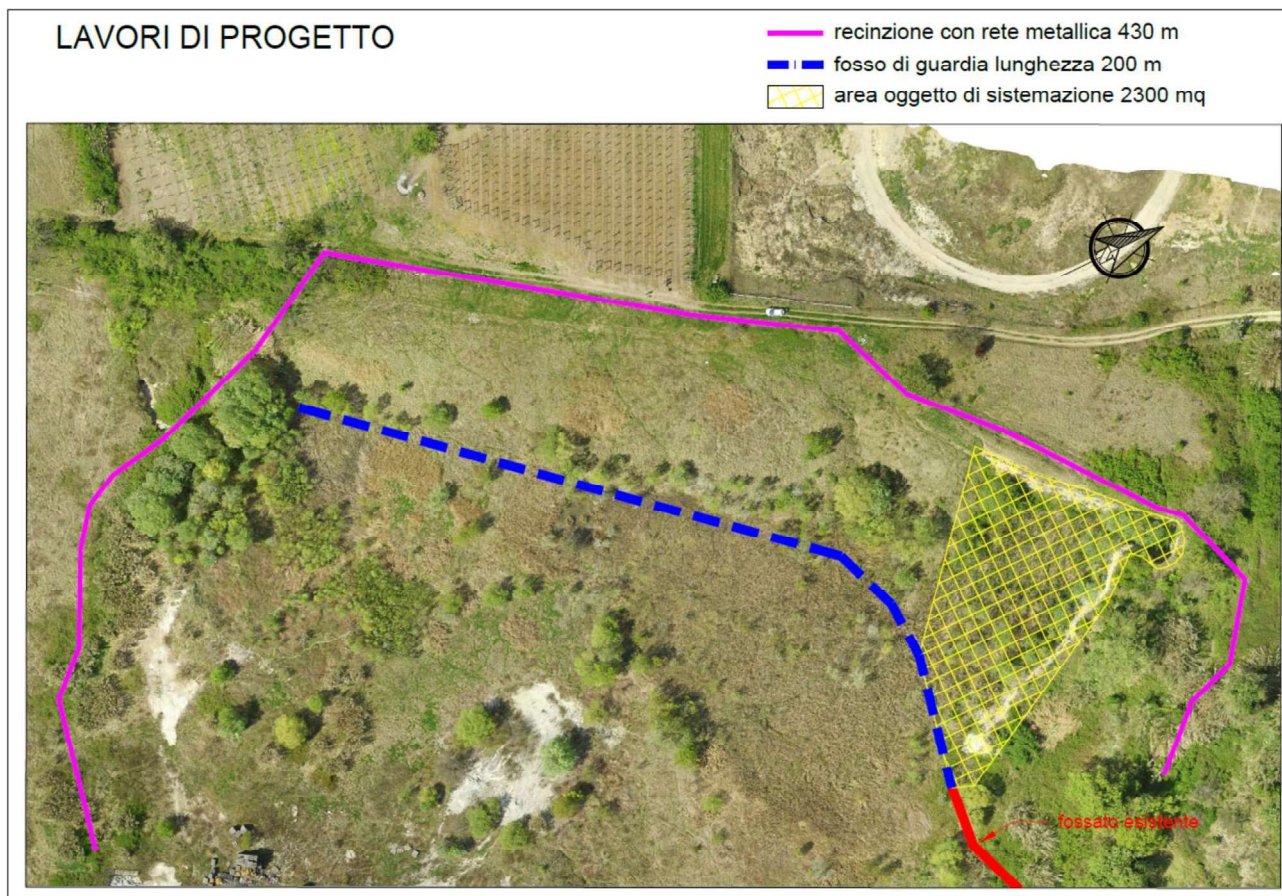 LAVORI DI PROGETTO
recinzione con rete metallica 430 m
fosso di guardia lunghezza 200 m
area oggetto di sistemazione 2300 mq
fossato esistente